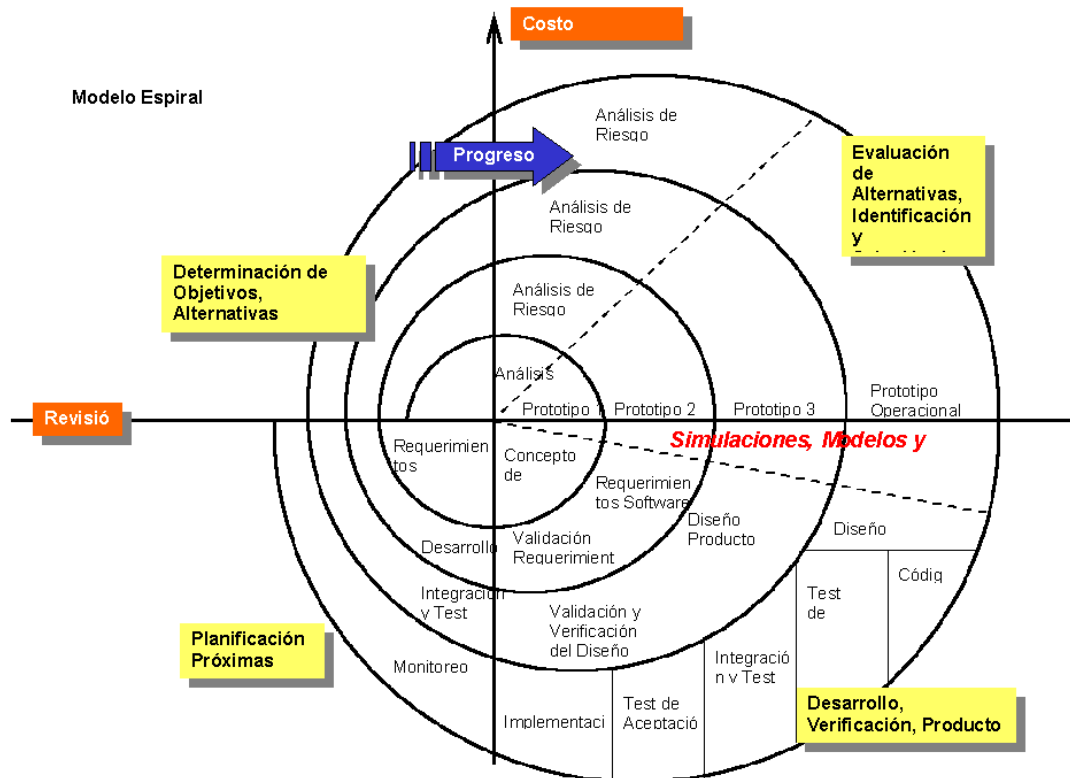 Costo
Modelo Espiral
Análisis de
Riesgo
Progreso
Evaluación
de
Alternativas,
Identificación
y
Análisis de
Riesgo
Determinación de
Objetivos,
Alternativas
Análisis de
Riesgo
Análisis
Prototipo 1
Prototipo 2
Prototipo 3
Prototipo
Operacional
Revisió
Simulaciones, Modelos y
Requerimien
tos
Concepto
de
Requerimien
tos Software
Diseño
Producto
Diseño
Desarrollo
Validación
Requerimient
Códig
Test
de
Integración
y Test
Validación y
Verificación
del Diseño
Planificación
Próximas
Monitoreo
Integració
n y Test
Implementaci
Test de
Aceptació
Desarrollo,
Verificación, Producto